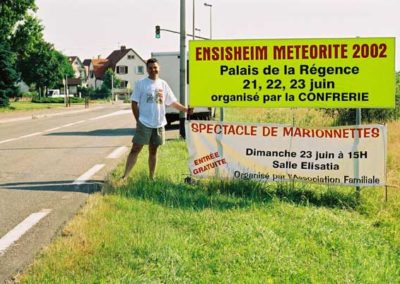 ENSISHEIM METEORITE 2002
Palais de la Régence
21, 22, 23 juin
organisé par la CONFRERIE
SPECTACLE DE MARIONNETTES
ENTRÉE
GRATUITE
Dimanche 23 juin à 15H
Salle Elisatia
Organisé par l'Association Familiale